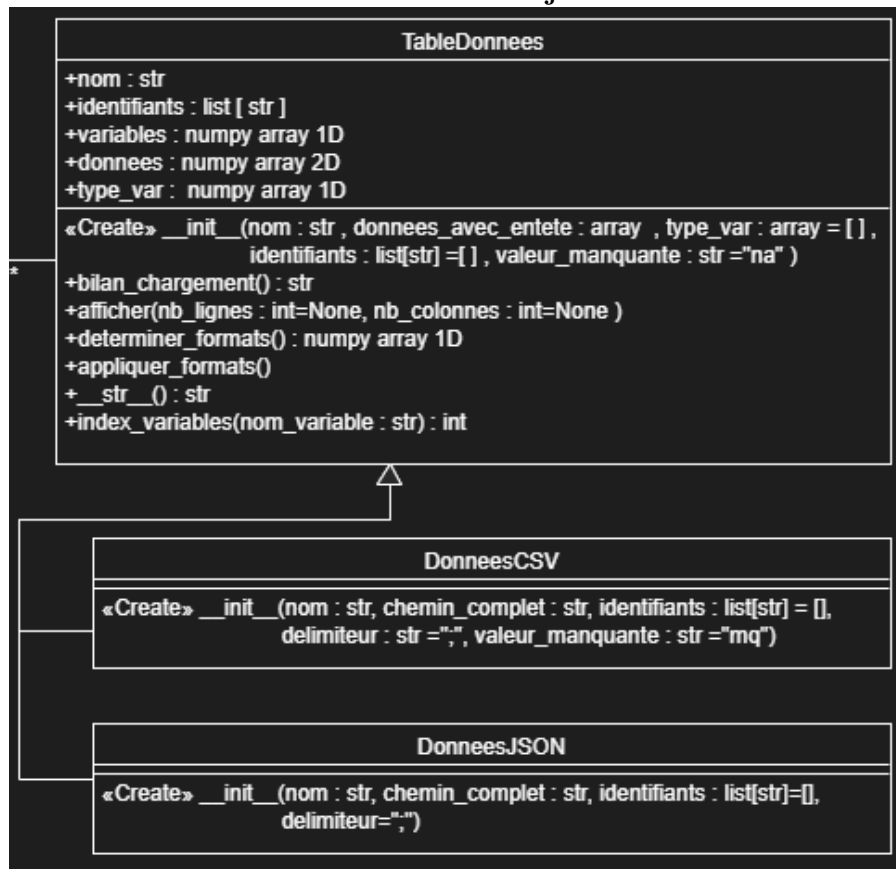 TableDonnees
+nom : str
+identifiants : list [ str ]
+variables : numpy array 1D
+donnees : numpy array 2D
+type_var : numpy array 1D
«Create» __init__(nom : str , donnees_avec_entete : array , type_var : array = [ ] ,
identifiants : list[str] =[ ] , valeur_manquante : str ="na" )
*
+bilan_chargement() : str
+afficher(nb_lignes : int=None, nb_colonnes : int=None )
+determiner_formats() : numpy array 1D
+appliquer_formats()
+__str__() : str
+index_variables(nom_variable : str) : int
DonneesCSV
«Create» __init__(nom : str, chemin_complet : str, identifiants : list[str] = [],
delimiteur : str =";", valeur_manquante : str ="mq")
DonneesJSON
«Create» __init__(nom : str, chemin_complet : str, identifiants : list[str]=[],
delimiteur=";")